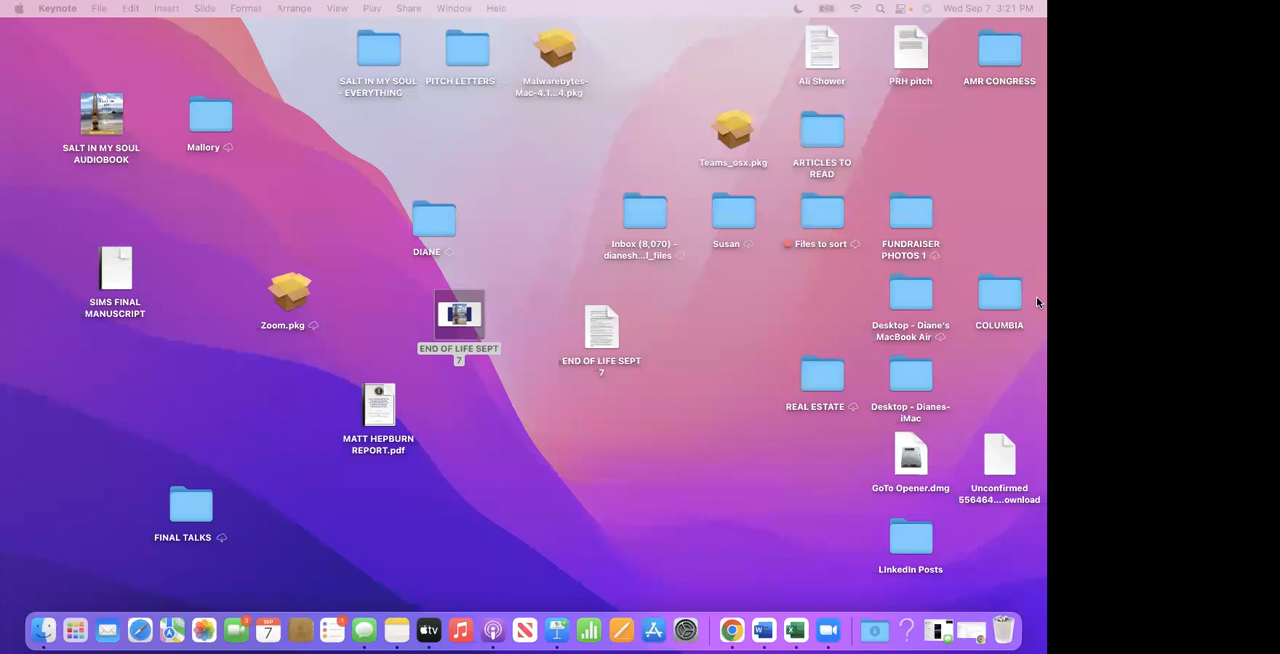 Keynote File Edit Insert Slide Format Arrange View Play Share Window Help
Wed Sep 7 3:21 PM
SALT IN MY SOUL
- EVERYTHING
PITCH LETTERS
Malwarebytes-
Mac-4.1...4.pkg
Ali Shower
PRH pitch
AMR CONGRESS
SALT IN MY SOUL
AUDIOBOOK
Mallory
Teams_osx.pkg
ARTICLES TO
READ
DIANE
Inbox (8,070) -
dianesh...l_files
Susan
Files to sort
FUNDRAISER
PHOTOS 1
SIMS FINAL
MANUSCRIPT
Zoom.pkg
END OF LIFE SEPT
7
END OF LIFE SEPT
7
Desktop - Diane's
MacBook Air
COLUMBIA
MATT HEPBURN
REPORT.pdf
REAL ESTATE
Desktop - Dianes-
iMac
GoTo Opener.dmg
Unconfirmed
556464....ownload
FINAL TALKS
LinkedIn Posts
SEP
7
tv